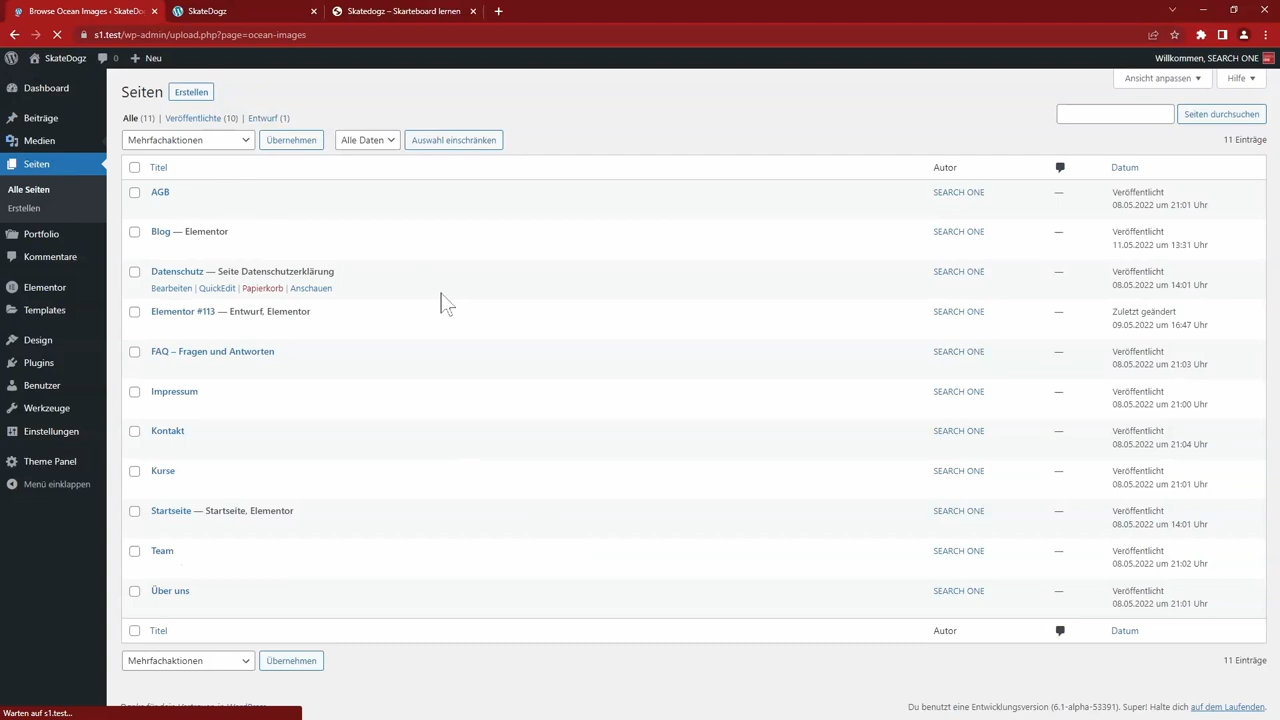 Browse Ocean Images ‹ SkateDo
SkateDogz
Skatedogz – Skarteboard lernen
s1.test/wp-admin/upload.php?page=ocean-images
SkateDogz
0
Neu
Willkommen, SEARCH ONE
Dashboard
Beiträge
Medien
Seiten
Alle Seiten
Erstellen
Portfolio
Kommentare
Elementor
Templates
Design
Plugins
Benutzer
Werkzeuge
Einstellungen
Theme Panel
Menü einklappen
Ansicht anpassen
Hilfe
Seiten
Erstellen
Alle (11) | Veröffentlichte (10) | Entwurf (1)
Seiten durchsuchen
Mehrfachaktionen
Übernehmen
Alle Daten
Auswahl einschränken
11 Einträge
Titel Autor Datum
AGB SEARCH ONE — Veröffentlicht
08.05.2022 um 21:01 Uhr
Blog — Elementor SEARCH ONE — Veröffentlicht
11.05.2022 um 13:31 Uhr
Datenschutz — Seite Datenschutzerklärung SEARCH ONE — Veröffentlicht
Bearbeiten | QuickEdit | Papierkorb | Anschauen 08.05.2022 um 14:01 Uhr
Elementor #113 — Entwurf, Elementor SEARCH ONE — Zuletzt geändert
09.05.2022 um 16:47 Uhr
FAQ – Fragen und Antworten SEARCH ONE — Veröffentlicht
08.05.2022 um 21:03 Uhr
Impressum SEARCH ONE — Veröffentlicht
08.05.2022 um 21:00 Uhr
Kontakt SEARCH ONE — Veröffentlicht
08.05.2022 um 21:04 Uhr
Kurse SEARCH ONE — Veröffentlicht
08.05.2022 um 21:01 Uhr
Startseite — Startseite, Elementor SEARCH ONE — Veröffentlicht
08.05.2022 um 14:01 Uhr
Team SEARCH ONE — Veröffentlicht
08.05.2022 um 21:02 Uhr
Über uns SEARCH ONE — Veröffentlicht
08.05.2022 um 21:01 Uhr
Titel Autor Datum
Mehrfachaktionen
Übernehmen
11 Einträge
Du benutzt eine Entwicklungsversion (6.1-alpha-53391). Super! Halte dich auf dem Laufenden.
Warten auf s1.test...